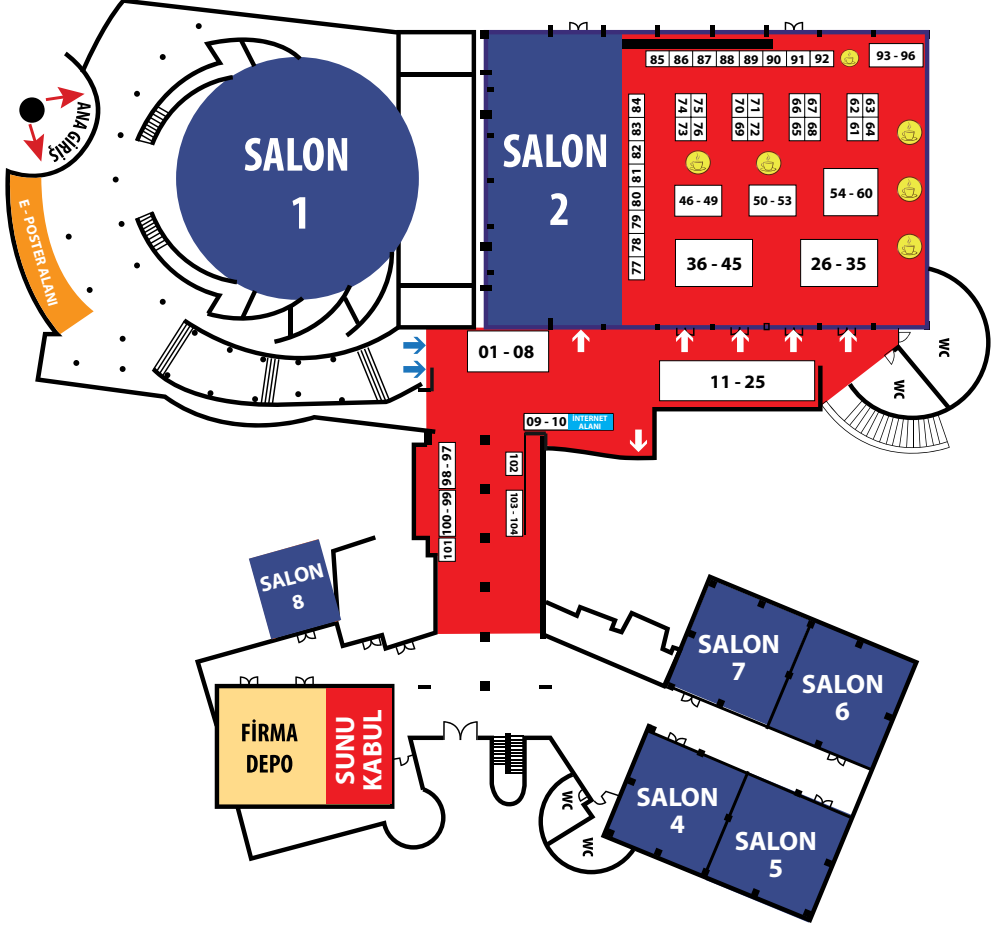 ANA GİRİŞ
E - POSTER ALANI
SALON
1
SALON
2
85 86 87 88 89 90 91 92
93 - 96
84
83
82
81
80
79
78
77
74 75
73 76
70 71
69 72
66 67
65 68
62 63
61 64
46 - 49
50 - 53
54 - 60
36 - 45
26 - 35
01 - 08
11 - 25
09 - 10
İNTERNET
ALANI
WC
WC
98 - 97
100 - 99
101
102
103 - 104
SALON
8
FİRMA
DEPO
SUNU
KABUL
SALON
7
SALON
6
SALON
4
SALON
5
WC
WC